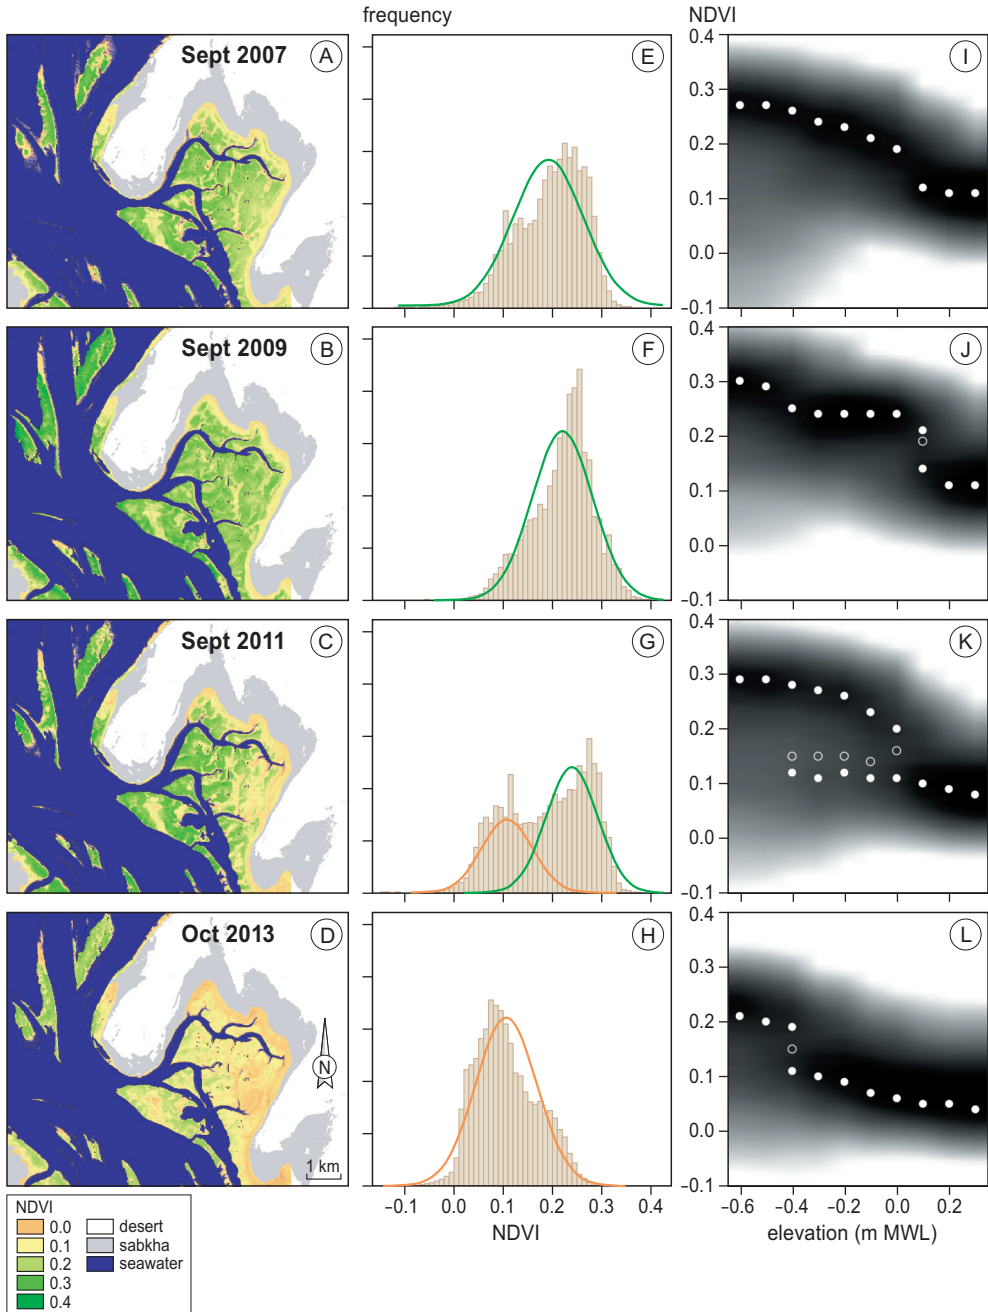 frequency
NDVI
Sept 2007
A
E
I
0.4
0.3
0.2
0.1
0.0
–0.1
Sept 2009
B
F
J
0.4
0.3
0.2
0.1
0.0
–0.1
Sept 2011
C
G
K
0.4
0.3
0.2
0.1
0.0
–0.1
Oct 2013
D
H
L
0.4
0.3
0.2
0.1
0.0
–0.1
N
1 km
–0.1 0.0 0.1 0.2 0.3 0.4
NDVI
–0.6 –0.4 –0.2 0.0 0.2
elevation (m MWL)
NDVI
0.0
0.1
0.2
0.3
0.4
desert
sabkha
seawater